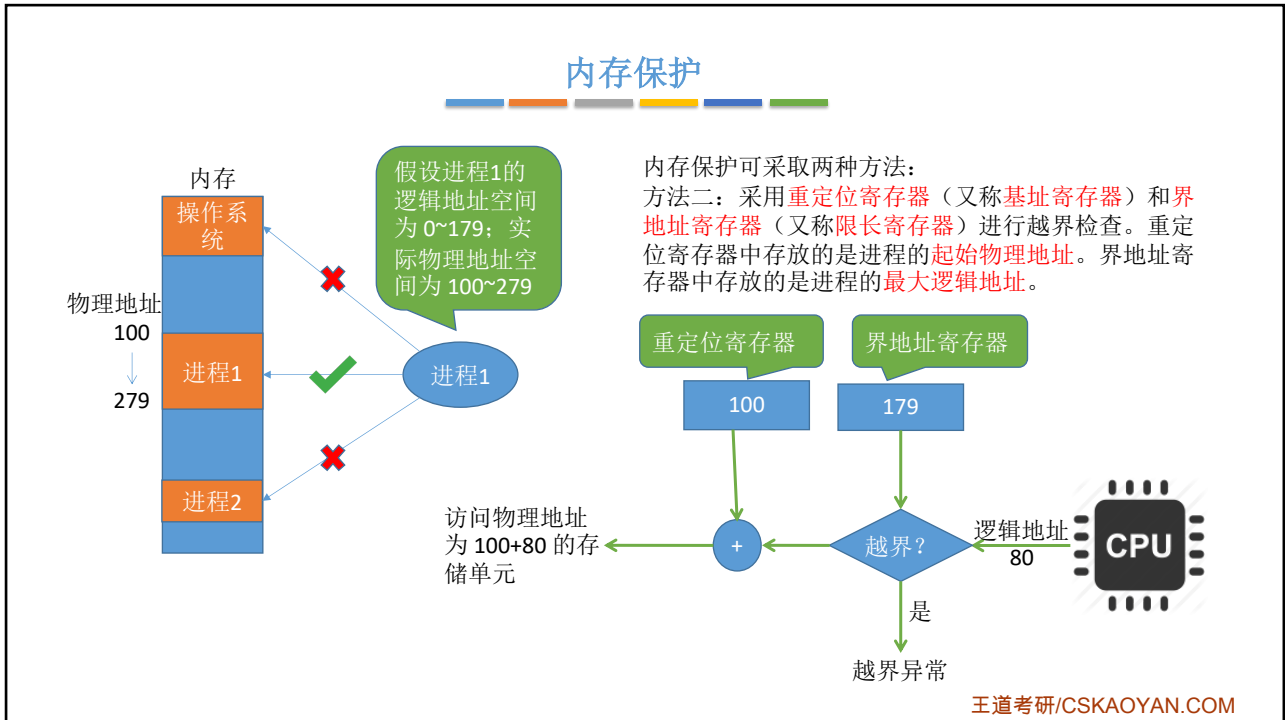 内存保护
内存
操作系
统
物理地址
100
279
进程1
进程2
假设进程1的
逻辑地址空间
为 0~179；实
际物理地址空
间为 100~279
进程1
内存保护可采取两种方法：
方法二：采用重定位寄存器（又称基址寄存器）和界
地址寄存器（又称限长寄存器）进行越界检查。重定
位寄存器中存放的是进程的起始物理地址。界地址寄
存器中存放的是进程的最大逻辑地址。
重定位寄存器
界地址寄存器
100
179
访问物理地址
为 100+80 的存
储单元
+
越界？
逻辑地址
80
CPU
是
越界异常
王道考研/CSKAOYAN.COM